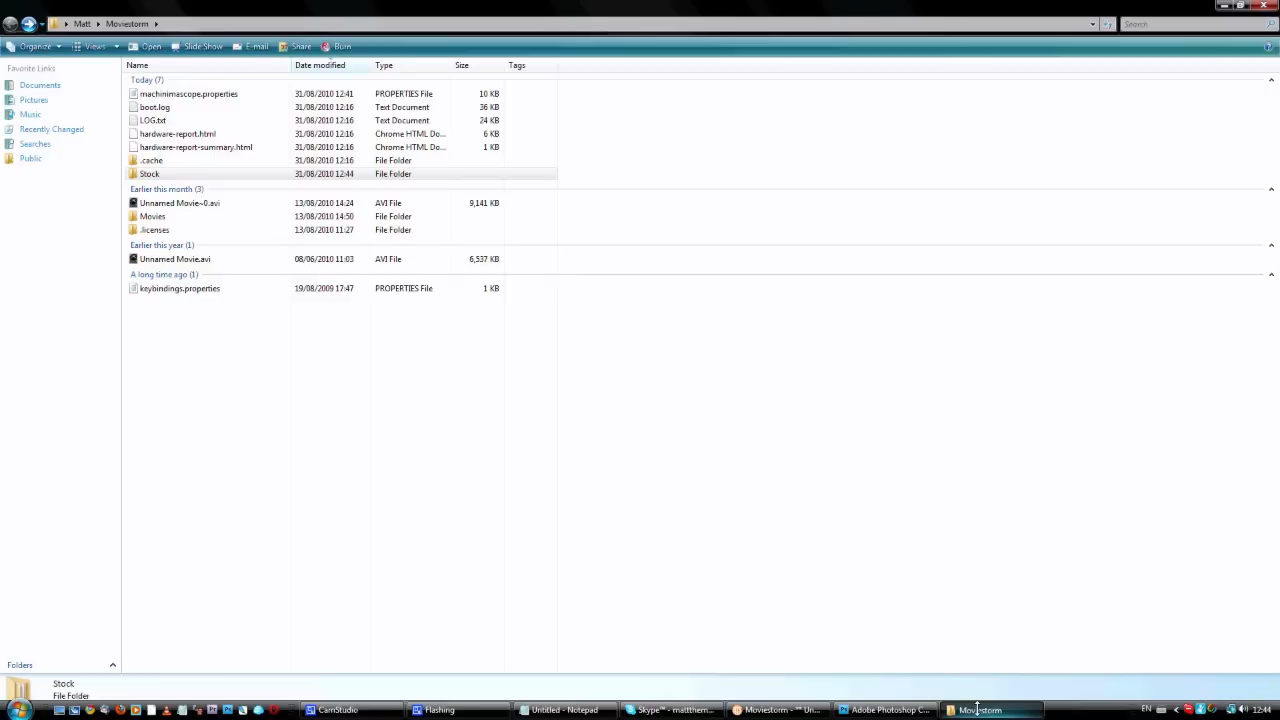 Matt Moviestorm
Search
Organize Views Open Slide Show E-mail Share Burn
Favorite Links
Documents
Pictures
Music
Recently Changed
Searches
Public
Name Date modified Type Size Tags
Today (7)
machinimascope.properties 31/08/2010 12:41 PROPERTIES File 10 KB
boot.log 31/08/2010 12:16 Text Document 36 KB
LOG.txt 31/08/2010 12:16 Text Document 24 KB
hardware-report.html 31/08/2010 12:16 Chrome HTML Do... 6 KB
hardware-report-summary.html 31/08/2010 12:16 Chrome HTML Do... 1 KB
.cache 31/08/2010 12:16 File Folder
Stock 31/08/2010 12:44 File Folder
Earlier this month (3)
Unnamed Movie~0.avi 13/08/2010 14:24 AVI File 9,141 KB
Movies 13/08/2010 14:50 File Folder
.licenses 13/08/2010 11:27 File Folder
Earlier this year (1)
Unnamed Movie.avi 08/06/2010 11:03 AVI File 6,537 KB
A long time ago (1)
keybindings.properties 19/08/2009 17:47 PROPERTIES File 1 KB
Folders
Stock
File Folder
CamStudio Flashing Untitled - Notepad Skype™ - mattthem... Moviestorm - ** Un... Adobe Photoshop C... Moviestorm EN 12:44